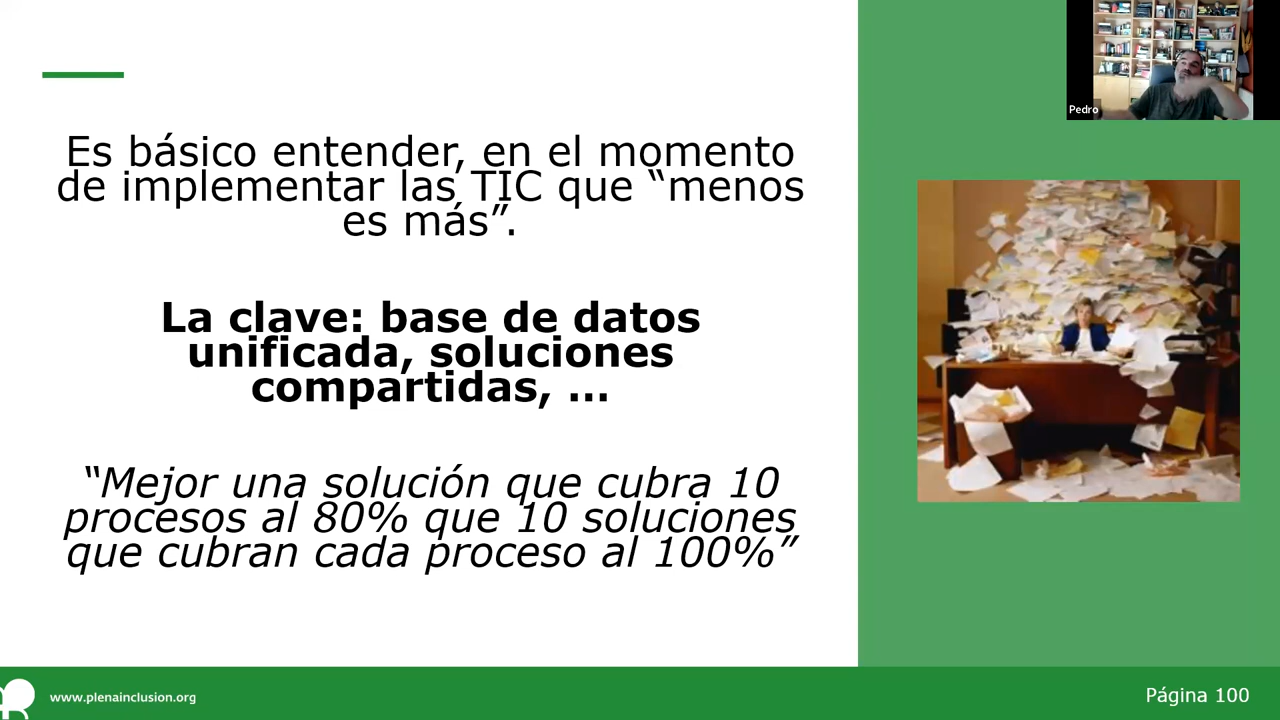 Pedro
Es básico entender, en el momento
de implementar las TIC que “menos
es más”.
La clave: base de datos
unificada, soluciones
compartidas, ...
“Mejor una solución que cubra 10
procesos al 80% que 10 soluciones
que cubran cada proceso al 100%”
www.plenainclusion.org
Página 100